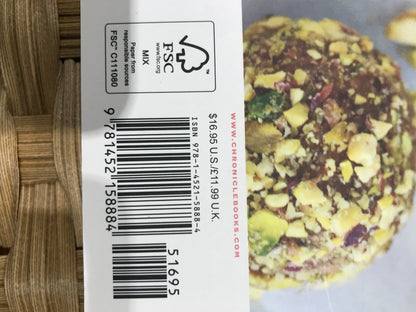 FSC
www.fsc.org
MIX
Paper from
responsible sources
FSC™ C111080
WWW.CHRONICLEBOOKS.COM
$16.95 U.S./£11.99 U.K.
ISBN 978-1-4521-5888-4
9 781452 158884
51695